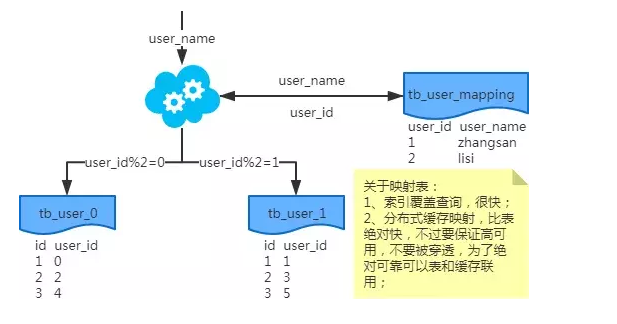 user_name
user_name
tb_user_mapping
user_id
user_id user_name
1 zhangsan
2 lisi
user_id%2=0
user_id%2=1
tb_user_0
id user_id
1 0
2 2
3 4
tb_user_1
id user_id
1 1
2 3
3 5
关于映射表：
1、索引覆盖查询，很快；
2、分布式缓存映射，比表
绝对快，不过要保证高可
用，不要被穿透，为了绝
对可靠可以表和缓存联
用；